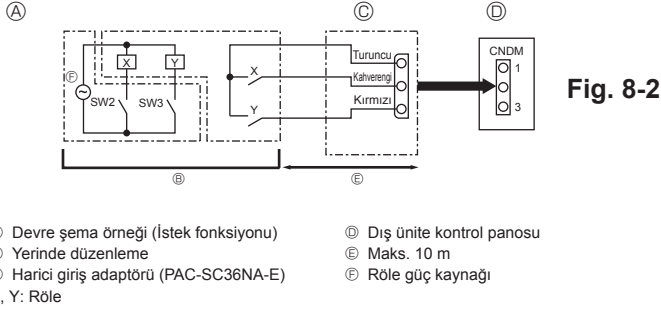 Ⓐ Ⓒ Ⓓ
Turuncu
CNDM
1
X Y
X
Kahverengi
Ⓕ
SW2 SW3
Fig. 8-2
Y
Kırmızı
3
Ⓑ Ⓔ
Devre şema örneği (İstek fonksiyonu)
Yerinde düzenleme
Harici giriş adaptörü (PAC-SC36NA-E)
, Y: Röle
Ⓓ Dış ünite kontrol panosu
Ⓔ Maks. 10 m
Ⓕ Röle güç kaynağı